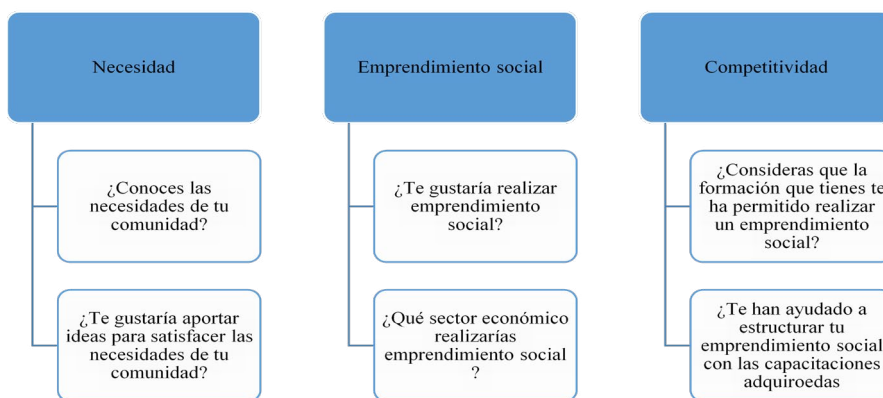 Necesidad
¿Conoces las
necesidades de tu
comunidad?
¿Te gustaría aportar
ideas para satisfacer las
necesidades de tu
comunidad?
Emprendimiento social
¿Te gustaría realizar
emprendimiento
social?
¿Qué sector económico
realizarías
emprendimiento social
?
Competitividad
¿Consideras que la
formación que tienes te
ha permitido realizar
un emprendimiento
social?
¿Te han ayudado a
estructurar tu
emprendimiento social
con las capacitaciones
adquiroedas